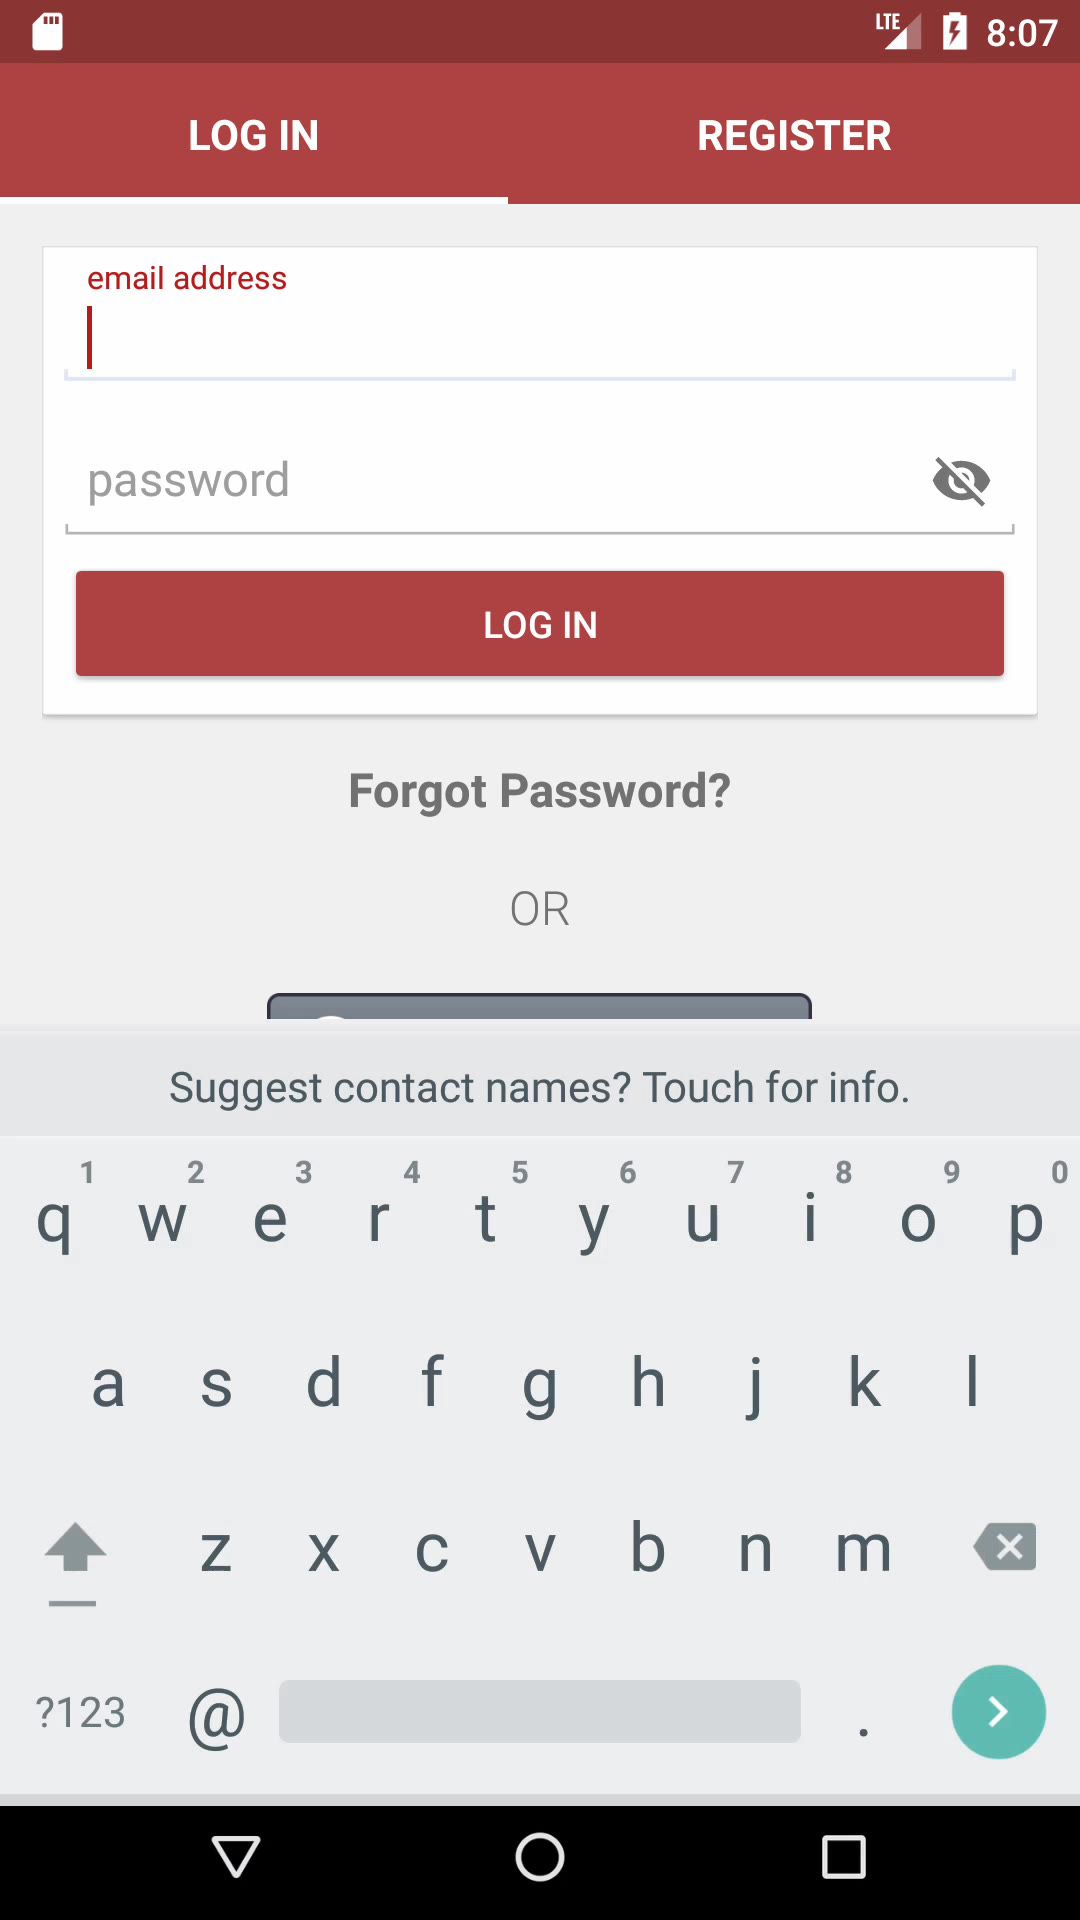 LTE 8:07
LOG IN REGISTER
email address
password
LOG IN
Forgot Password?
OR
Suggest contact names? Touch for info.
1 2 3 4 5 6 7 8 9 0
q w e r t y u i o p
a s d f g h j k l
z x c v b n m
?123 @ .